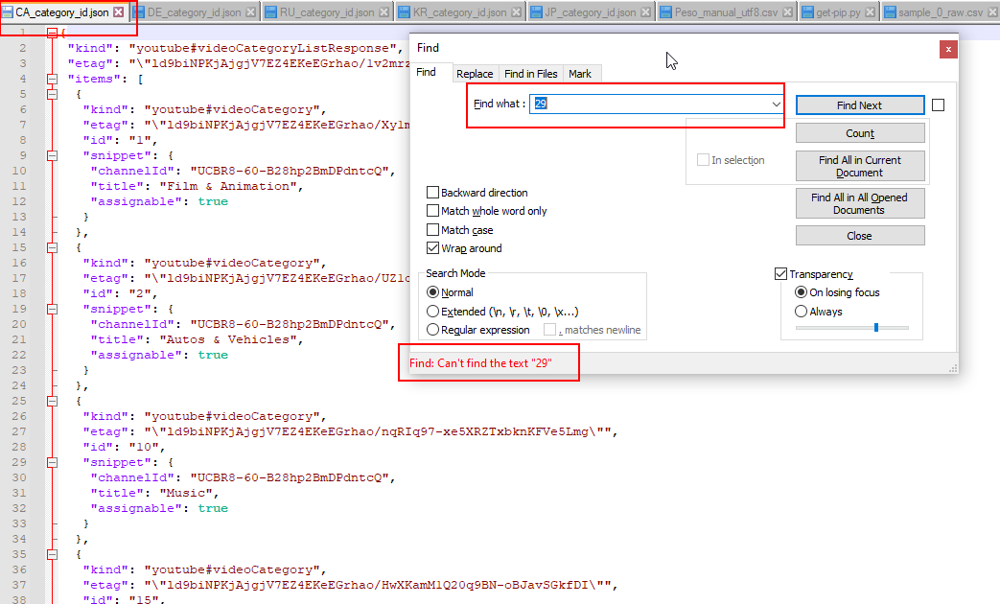 CA_category_id.json DE_category_id.json RU_category_id.json KR_category_id.json JP_category_id.json Peso_manual_utf8.csv get-pip.py sample_0_raw.csv
1 {
2 "kind": "youtube#videoCategoryListResponse",
3 "etag": "\"ld9biNPKjAjgjV7EZ4EKeEGrhao/1v2mrz
4 "items": [
5 {
6 "kind": "youtube#videoCategory",
7 "etag": "\"ld9biNPKjAjgjV7EZ4EKeEGrhao/Xy1m
8 "id": "1",
9 "snippet": {
10 "channelId": "UCBR8-60-B28hp2BmDPdntcQ",
11 "title": "Film & Animation",
12 "assignable": true
13 }
14 },
15 {
16 "kind": "youtube#videoCategory",
17 "etag": "\"ld9biNPKjAjgjV7EZ4EKeEGrhao/UZ1o
18 "id": "2",
19 "snippet": {
20 "channelId": "UCBR8-60-B28hp2BmDPdntcQ",
21 "title": "Autos & Vehicles",
22 "assignable": true
23 }
24 },
25 {
26 "kind": "youtube#videoCategory",
27 "etag": "\"ld9biNPKjAjgjV7EZ4EKeEGrhao/nqRIq97-xe5XRZTxbknKFVe5Lmg\"",
28 "id": "10",
29 "snippet": {
30 "channelId": "UCBR8-60-B28hp2BmDPdntcQ",
31 "title": "Music",
32 "assignable": true
33 }
34 },
35 {
36 "kind": "youtube#videoCategory",
37 "etag": "\"ld9biNPKjAjgjV7EZ4EKeEGrhao/HwXKamM1Q20q9BN-oBJavSGkfDI\"",
38 "id": "15",
Find x
Find Replace Find in Files Mark
Find what : 29
Find Next
Count
In selection
Find All in Current
Document
Find All in All Opened
Documents
Close
Backward direction
Match whole word only
Match case
Wrap around
Search Mode
Normal
Extended (\n, \r, \t, \0, \x...)
Regular expression . matches newline
Transparency
On losing focus
Always
Find: Can't find the text "29"